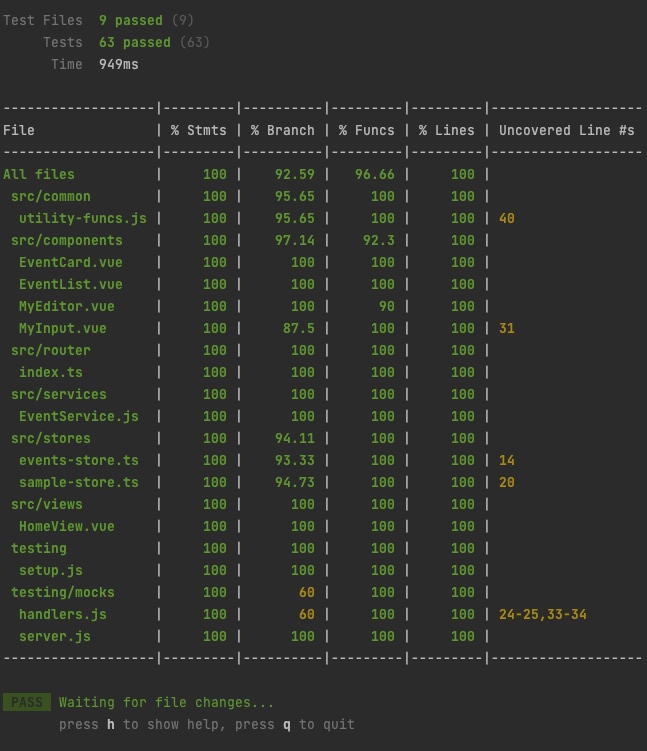 Test Files  9 passed (9)
     Tests  63 passed (63)
      Time  949ms
-------------------|---------|----------|---------|---------|-------------------
File               | % Stmts | % Branch | % Funcs | % Lines | Uncovered Line #s
-------------------|---------|----------|---------|---------|-------------------
All files          |     100 |    92.59 |   96.66 |     100 |
 src/common        |     100 |    95.65 |     100 |     100 |
  utility-funcs.js |     100 |    95.65 |     100 |     100 | 40
 src/components    |     100 |    97.14 |    92.3 |     100 |
  EventCard.vue    |     100 |      100 |     100 |     100 |
  EventList.vue    |     100 |      100 |     100 |     100 |
  MyEditor.vue     |     100 |      100 |      90 |     100 |
  MyInput.vue      |     100 |     87.5 |     100 |     100 | 31
 src/router        |     100 |      100 |     100 |     100 |
  index.ts         |     100 |      100 |     100 |     100 |
 src/services      |     100 |      100 |     100 |     100 |
  EventService.js  |     100 |      100 |     100 |     100 |
 src/stores        |     100 |    94.11 |     100 |     100 |
  events-store.ts  |     100 |    93.33 |     100 |     100 | 14
  sample-store.ts  |     100 |    94.73 |     100 |     100 | 20
 src/views         |     100 |      100 |     100 |     100 |
  HomeView.vue     |     100 |      100 |     100 |     100 |
 testing           |     100 |      100 |     100 |     100 |
  setup.js         |     100 |      100 |     100 |     100 |
 testing/mocks     |     100 |       60 |     100 |     100 |
  handlers.js      |     100 |       60 |     100 |     100 | 24-25,33-34
  server.js        |     100 |      100 |     100 |     100 |
-------------------|---------|----------|---------|---------|-------------------
PASS  Waiting for file changes...
      press h to show help, press q to quit